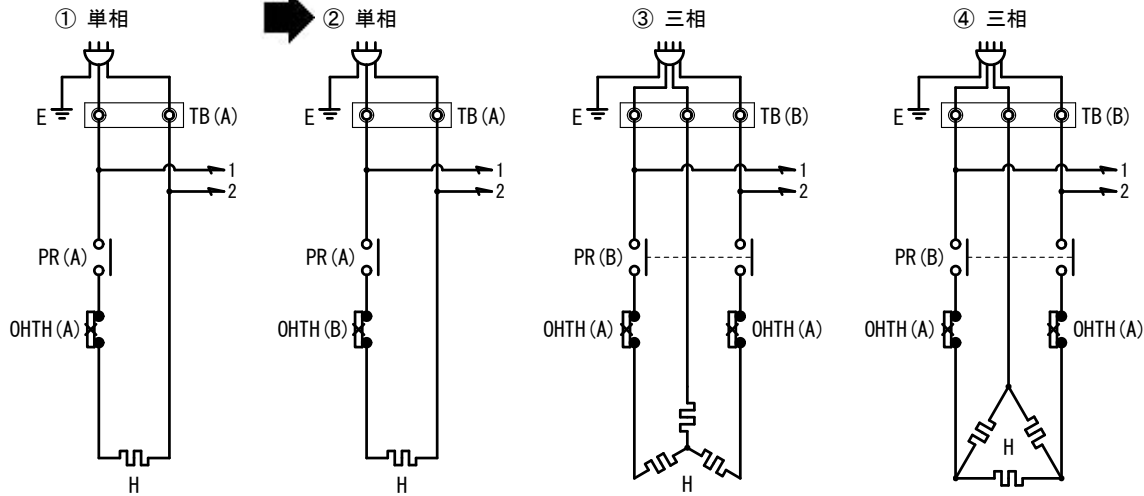 ① 単相
② 単相
③ 三相
④ 三相
E TB(A)
E TB(A)
E TB(B)
E TB(B)
1
1
1
1
2
2
2
2
PR(A)
PR(A)
PR(B)
PR(B)
OHTH(A)
OHTH(B)
OHTH(A) OHTH(A)
OHTH(A) OHTH(A)
H
H
H
H